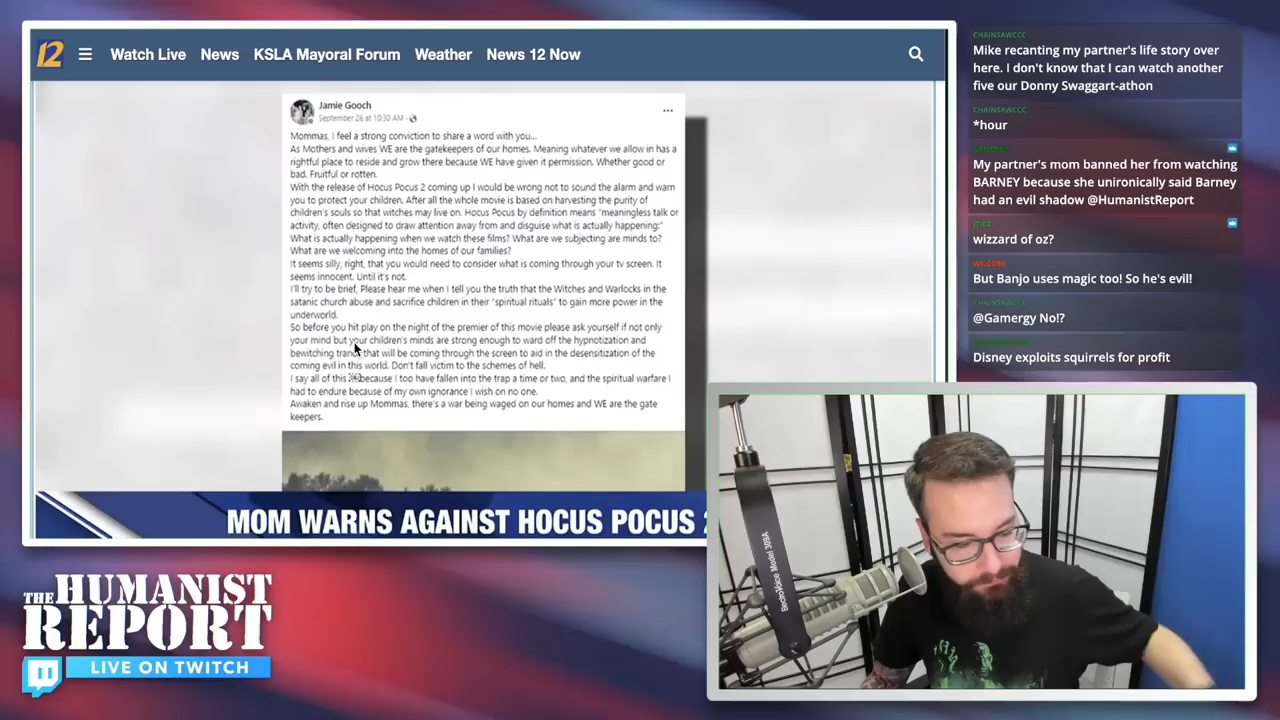 12
Watch Live News KSLA Mayoral Forum Weather News 12 Now
Jamie Gooch
September 26 at 10:30 AM
Mommas, I feel a strong conviction to share a word with you...
As Mothers and wives WE are the gatekeepers of our homes. Meaning whatever we allow in has a
rightful place to reside and grow there because WE have given it permission. Whether good or
bad. Fruitful or rotten.
With the release of Hocus Pocus 2 coming up I would be wrong not to sound the alarm and warn
you to protect your children. After all the whole movie is based on harvesting the purity of
children's souls so that witches may live on. Hocus Pocus by definition means "meaningless talk or
activity, often designed to draw attention away from and disguise what is actually happening:"
What is actually happening when we watch these films? What are we subjecting are minds to?
What are we welcoming into the homes of our families?
It seems silly, right, that you would need to consider what is coming through your tv screen. It
seems innocent. Until it's not.
I'll try to be brief, Please hear me when I tell you the truth that the Witches and Warlocks in the
satanic church abuse and sacrifice children in their "spiritual rituals" to gain more power in the
underworld.
So before you hit play on the night of the premier of this movie please ask yourself if not only
your mind but your children's minds are strong enough to ward off the hypnotization and
bewitching trance that will be coming through the screen to aid in the desensitization of the
coming evil in this world. Don't fall victim to the schemes of hell.
I say all of this because I too have fallen into the trap a time or two, and the spiritual warfare I
had to endure because of my own ignorance I wish on no one.
Awaken and rise up Mommas, there's a war being waged on our homes and WE are the gate
keepers.
MOM WARNS AGAINST HOCUS POCUS
CHAINSAWCCC
Mike recanting my partner's life story over
here. I don't know that I can watch another
five our Donny Swaggart-athon
CHAINSAWCCC
*hour
GAMERGY
My partner's mom banned her from watching
BARNEY because she unironically said Barney
had an evil shadow @HumanistReport
wizzard of oz?
WILCO95
But Banjo uses magic too! So he's evil!
CHAINSAWCCC
@Gamergy No!?
Disney exploits squirrels for profit
ElectroVoice Model 309A
THE HUMANIST
REPORT
LIVE ON TWITCH